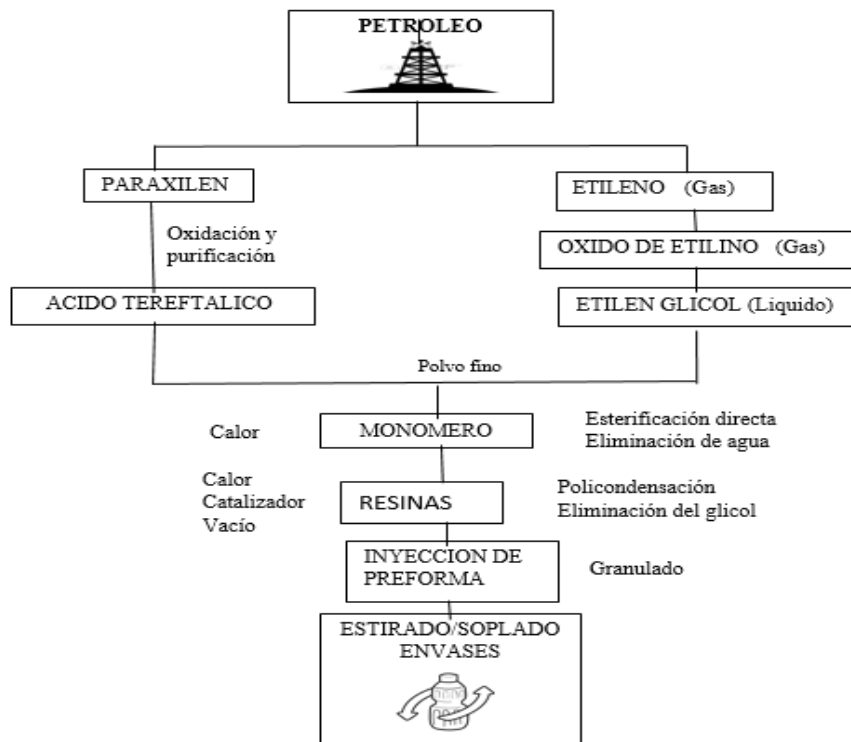 PETROLEO
PARAXILEN
ETILENO (Gas)
Oxidación y
purificación
OXIDO DE ETILINO (Gas)
ACIDO TEREFTALICO
ETILEN GLICOL (Liquido)
Polvo fino
Calor
MONOMERO
Esterificación directa
Eliminación de agua
Calor
Catalizador
Vacío
RESINAS
Policondensación
Eliminación del glicol
INYECCION DE
PREFORMA
Granulado
ESTIRADO/SOPLADO
ENVASES